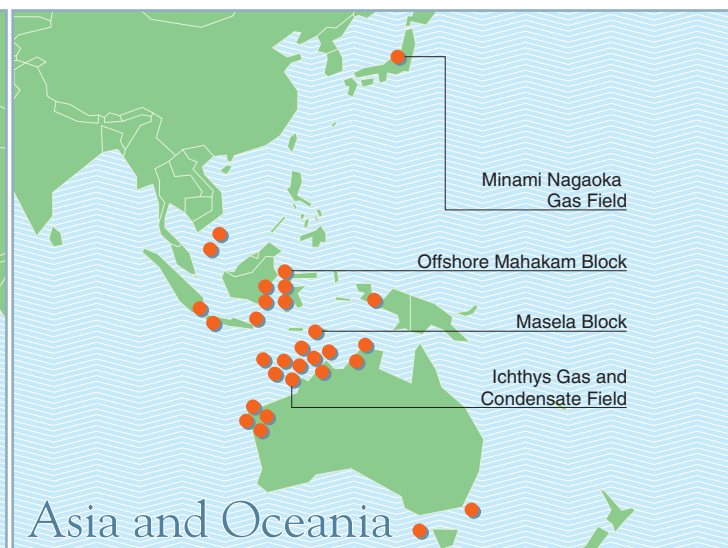 Minami Nagaoka
Gas Field
Offshore Mahakam Block
Masela Block
Ichthys Gas and
Condensate Field
Asia and Oceania